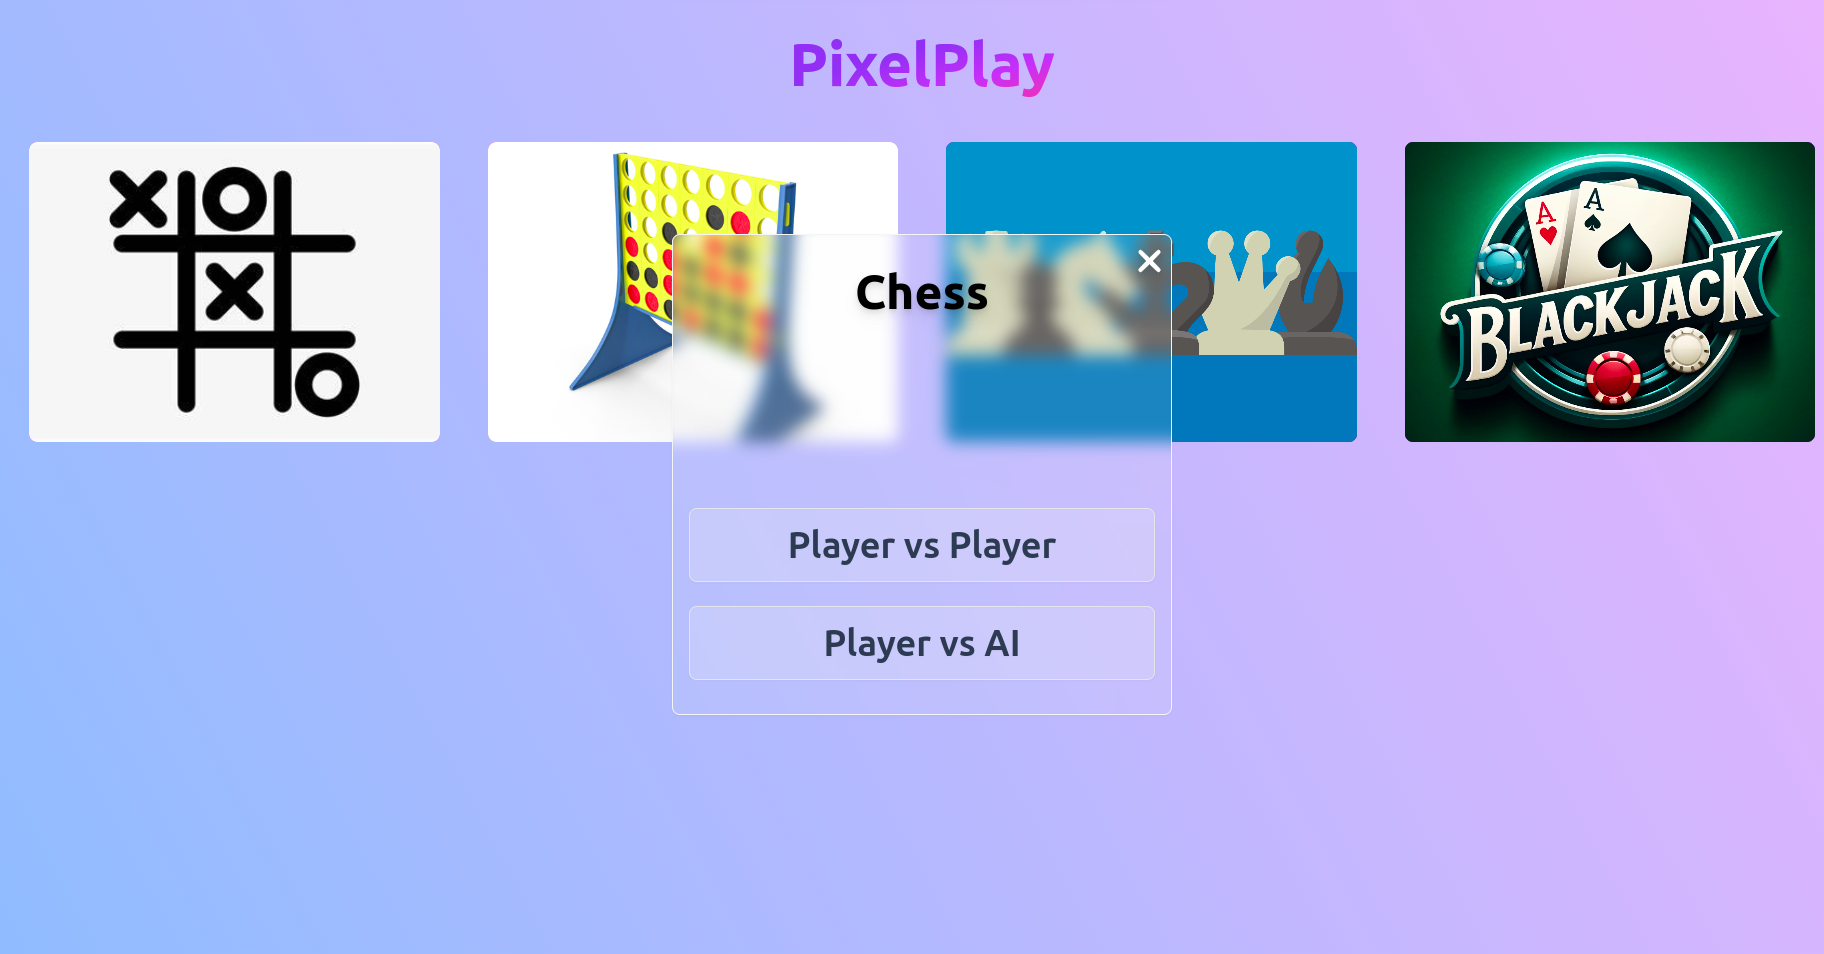 PixelPlay
Chess
Player vs Player
Player vs AI
A
A
BLACKJACK